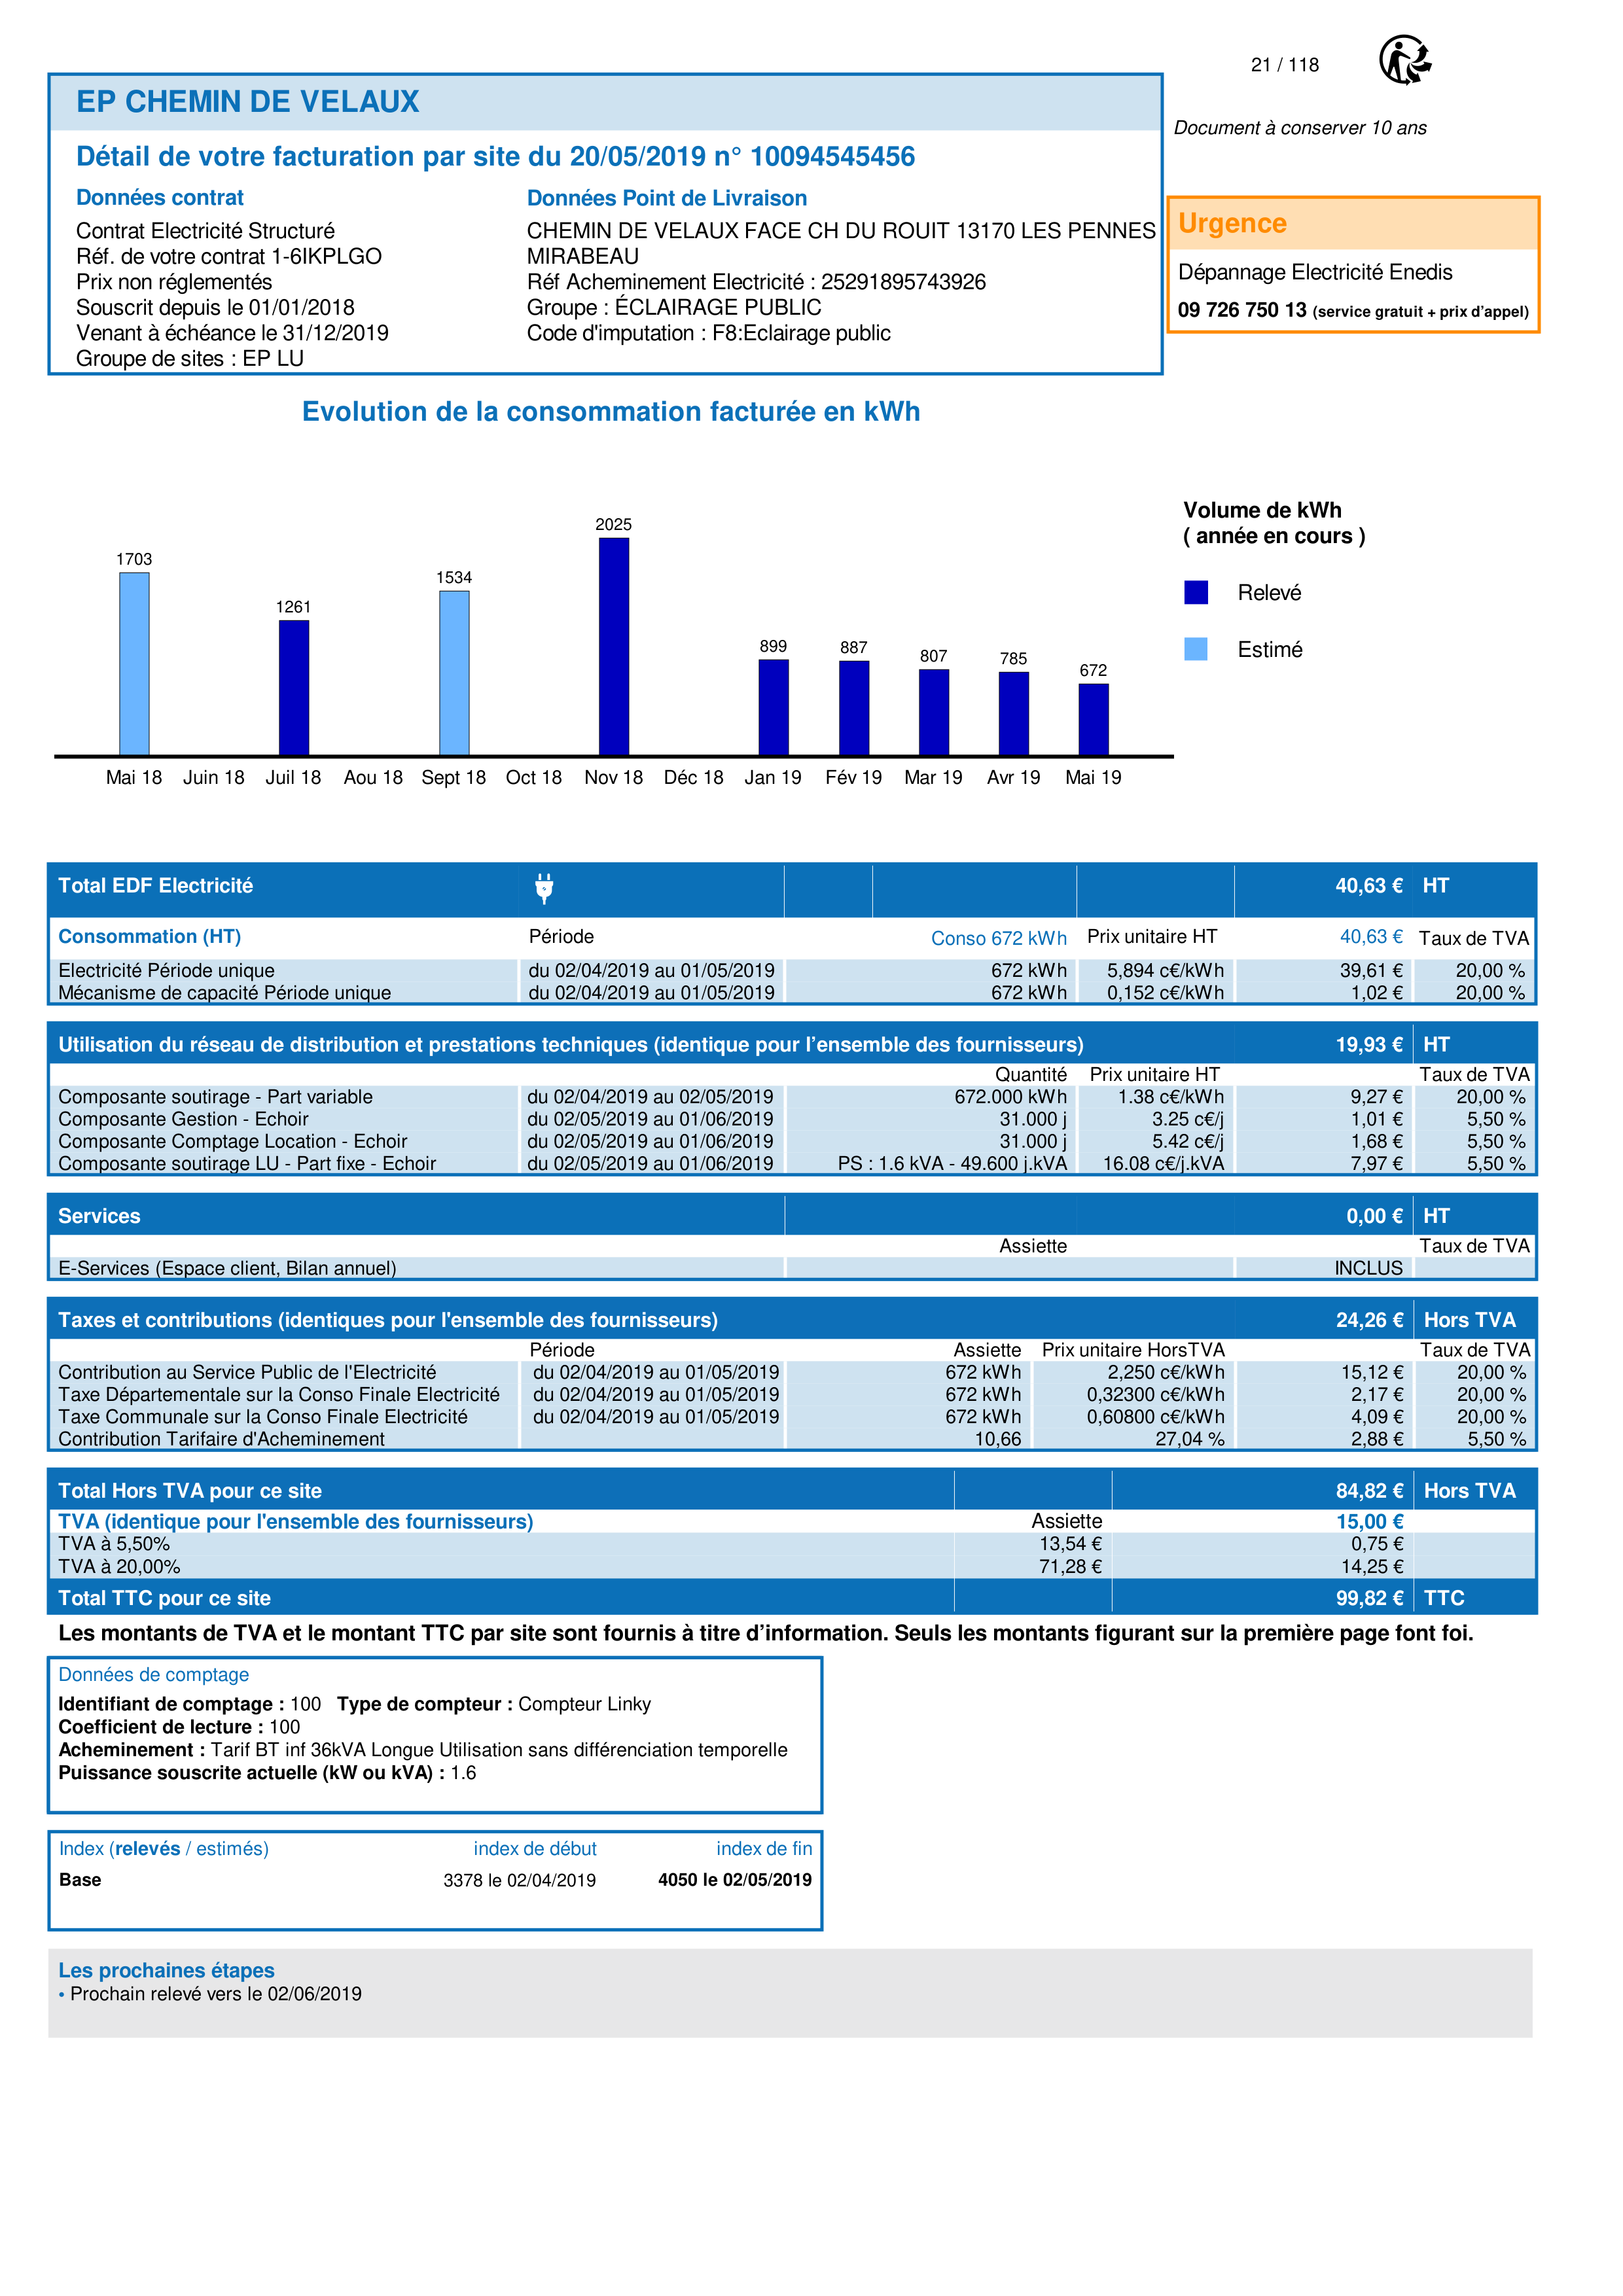 21 / 118
EP CHEMIN DE VELAUX
Document à conserver 10 ans
Détail de votre facturation par site du 20/05/2019 n° 10094545456
Données contrat
Contrat Electricité Structuré
Réf. de votre contrat 1-6IKPLGO
Prix non réglementés
Souscrit depuis le 01/01/2018
Venant à échéance le 31/12/2019
Groupe de sites : EP LU
Données Point de Livraison
CHEMIN DE VELAUX FACE CH DU ROUIT 13170 LES PENNES
MIRABEAU
Réf Acheminement Electricité : 25291895743926
Groupe : ÉCLAIRAGE PUBLIC
Code d'imputation : F8:Eclairage public
Urgence
Dépannage Electricité Enedis
09 726 750 13 (service gratuit + prix d'appel)
Evolution de la consommation facturée en kWh
1703 1261 1534 2025 899 887 807 785 672
Mai 18 Juin 18 Juil 18 Aou 18 Sept 18 Oct 18 Nov 18 Déc 18 Jan 19 Fév 19 Mar 19 Avr 19 Mai 19
Volume de kWh
( année en cours )
Relevé
Estimé
Total EDF Electricité 40,63 € HT
Consommation (HT) Période Conso 672 kWh Prix unitaire HT 40,63 € Taux de TVA
Electricité Période unique du 02/04/2019 au 01/05/2019 672 kWh 5,894 c€/kWh 39,61 € 20,00 %
Mécanisme de capacité Période unique du 02/04/2019 au 01/05/2019 672 kWh 0,152 c€/kWh 1,02 € 20,00 %
Utilisation du réseau de distribution et prestations techniques (identique pour l'ensemble des fournisseurs) 19,93 € HT
Quantité Prix unitaire HT Taux de TVA
Composante soutirage - Part variable du 02/04/2019 au 02/05/2019 672.000 kWh 1.38 c€/kWh 9,27 € 20,00 %
Composante Gestion - Echoir du 02/05/2019 au 01/06/2019 31.000 j 3.25 c€/j 1,01 € 5,50 %
Composante Comptage Location - Echoir du 02/05/2019 au 01/06/2019 31.000 j 5.42 c€/j 1,68 € 5,50 %
Composante soutirage LU - Part fixe - Echoir du 02/05/2019 au 01/06/2019 PS : 1.6 kVA - 49.600 j.kVA 16.08 c€/j.kVA 7,97 € 5,50 %
Services 0,00 € HT
Assiette Taux de TVA
E-Services (Espace client, Bilan annuel) INCLUS
Taxes et contributions (identiques pour l'ensemble des fournisseurs) 24,26 € Hors TVA
Période Assiette Prix unitaire HorsTVA Taux de TVA
Contribution au Service Public de l'Electricité du 02/04/2019 au 01/05/2019 672 kWh 2,250 c€/kWh 15,12 € 20,00 %
Taxe Départementale sur la Conso Finale Electricité du 02/04/2019 au 01/05/2019 672 kWh 0,32300 c€/kWh 2,17 € 20,00 %
Taxe Communale sur la Conso Finale Electricité du 02/04/2019 au 01/05/2019 672 kWh 0,60800 c€/kWh 4,09 € 20,00 %
Contribution Tarifaire d'Acheminement 10,66 27,04 % 2,88 € 5,50 %
Total Hors TVA pour ce site 84,82 € Hors TVA
TVA (identique pour l'ensemble des fournisseurs) Assiette 15,00 €
TVA à 5,50% 13,54 € 0,75 €
TVA à 20,00% 71,28 € 14,25 €
Total TTC pour ce site 99,82 € TTC
Les montants de TVA et le montant TTC par site sont fournis à titre d'information. Seuls les montants figurant sur la première page font foi.
Données de comptage
Identifiant de comptage : 100 Type de compteur : Compteur Linky
Coefficient de lecture : 100
Acheminement : Tarif BT inf 36kVA Longue Utilisation sans différenciation temporelle
Puissance souscrite actuelle (kW ou kVA) : 1.6
Index (relevés / estimés) index de début index de fin
Base 3378 le 02/04/2019 4050 le 02/05/2019
Les prochaines étapes
• Prochain relevé vers le 02/06/2019